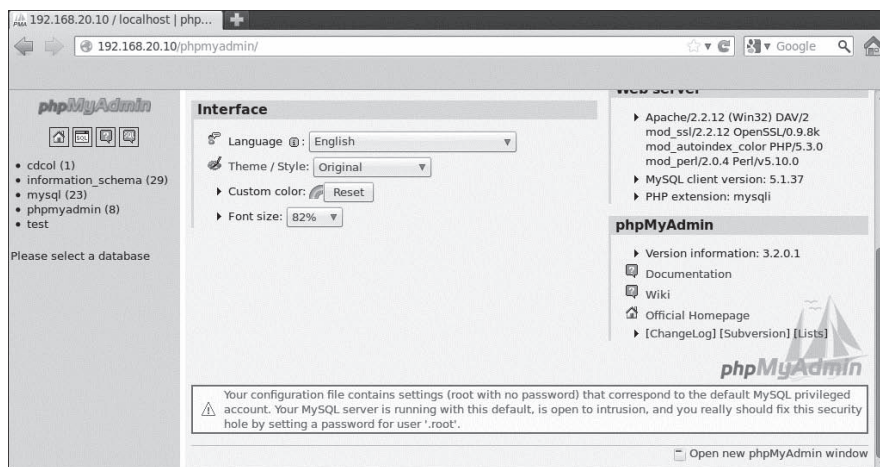 192.168.20.10 / localhost | php...
192.168.20.10/phpmyadmin/
Google
phpMyAdmin
SQL
cdcol (1)
information_schema (29)
mysql (23)
phpmyadmin (8)
test
Please select a database
Interface
Language : English
Theme / Style: Original
Custom color: Reset
Font size: 82%
Web server
Apache/2.2.12 (Win32) DAV/2
mod_ssl/2.2.12 OpenSSL/0.9.8k
mod_autoindex_color PHP/5.3.0
mod_perl/2.0.4 Perl/v5.10.0
MySQL client version: 5.1.37
PHP extension: mysqli
phpMyAdmin
Version information: 3.2.0.1
Documentation
Wiki
Official Homepage
[ChangeLog] [Subversion] [Lists]
phpMyAdmin
Your configuration file contains settings (root with no password) that correspond to the default MySQL privileged
account. Your MySQL server is running with this default, is open to intrusion, and you really should fix this security
hole by setting a password for user '.root'.
Open new phpMyAdmin window